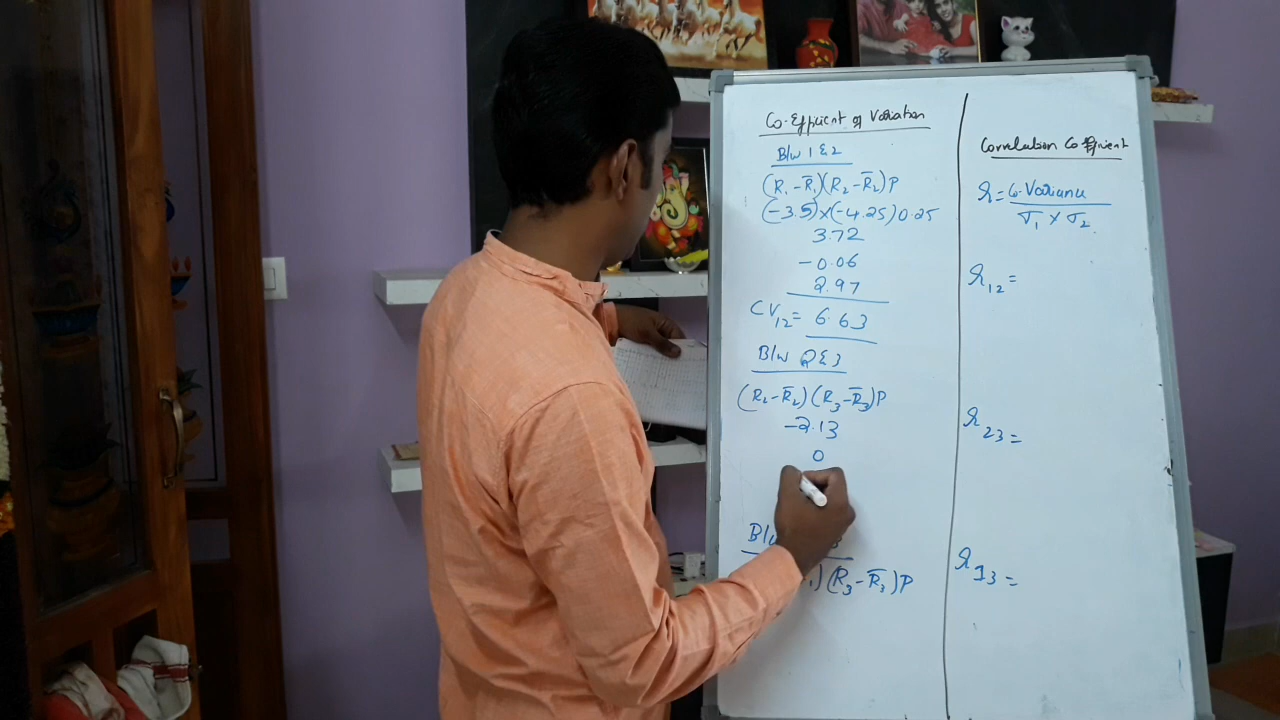 Co-Efficient of Variation
B/w 1 & 2
(R₁-R̅₁)(R₂-R̅₂)P
(-3.5)×(-4.25)0.25
3.72
-0.06
2.97
CV₁₂= 6.63
B/w 2 & 3
(R₂-R̅₂)(R₃-R̅₃)P
-2.13
0
B/w
(R₃-R̅₃)P
Correlation Co-efficient
r = Co-Variance
σ₁ × σ₂
r₁₂ =
r₂₃ =
r₁₃ =